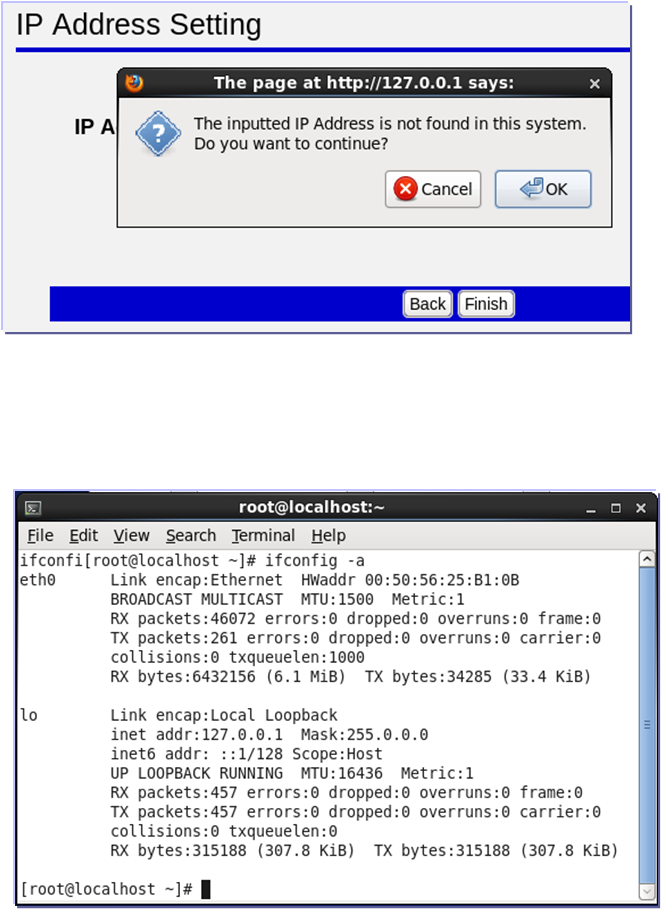 IP Address Setting
The page at http://127.0.0.1 says:
IP A
The inputted IP Address is not found in this system.
Do you want to continue?
Cancel
OK
Back
Finish
root@localhost:~
File Edit View Search Terminal Help
ifconfi[root@localhost ~]# ifconfig -a
eth0 Link encap:Ethernet HWaddr 00:50:56:25:B1:0B
BROADCAST MULTICAST MTU:1500 Metric:1
RX packets:46072 errors:0 dropped:0 overruns:0 frame:0
TX packets:261 errors:0 dropped:0 overruns:0 carrier:0
collisions:0 txqueuelen:1000
RX bytes:6432156 (6.1 MiB) TX bytes:34285 (33.4 KiB)
lo Link encap:Local Loopback
inet addr:127.0.0.1 Mask:255.0.0.0
inet6 addr: ::1/128 Scope:Host
UP LOOPBACK RUNNING MTU:16436 Metric:1
RX packets:457 errors:0 dropped:0 overruns:0 frame:0
TX packets:457 errors:0 dropped:0 overruns:0 carrier:0
collisions:0 txqueuelen:0
RX bytes:315188 (307.8 KiB) TX bytes:315188 (307.8 KiB)
[root@localhost ~]#